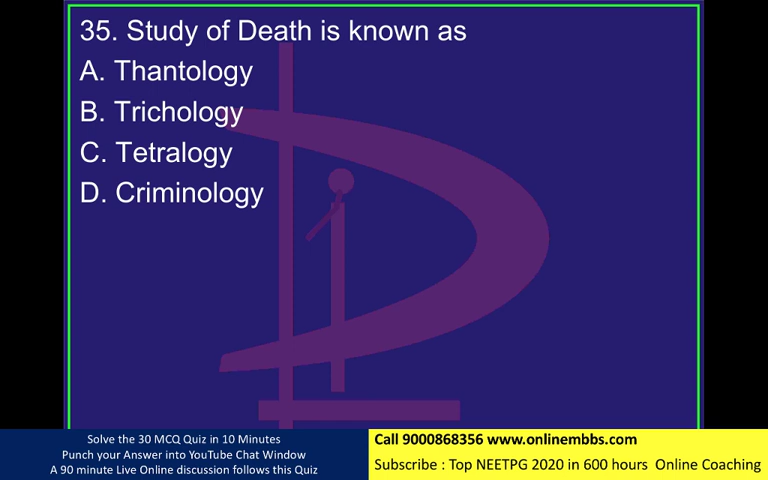 35. Study of Death is known as
A. Thantology
B. Trichology
C. Tetralogy
D. Criminology
Solve the 30 MCQ Quiz in 10 Minutes
Punch your Answer into YouTube Chat Window
A 90 minute Live Online discussion follows this Quiz
Call 9000868356 www.onlinembbs.com
Subscribe : Top NEETPG 2020 in 600 hours Online Coaching